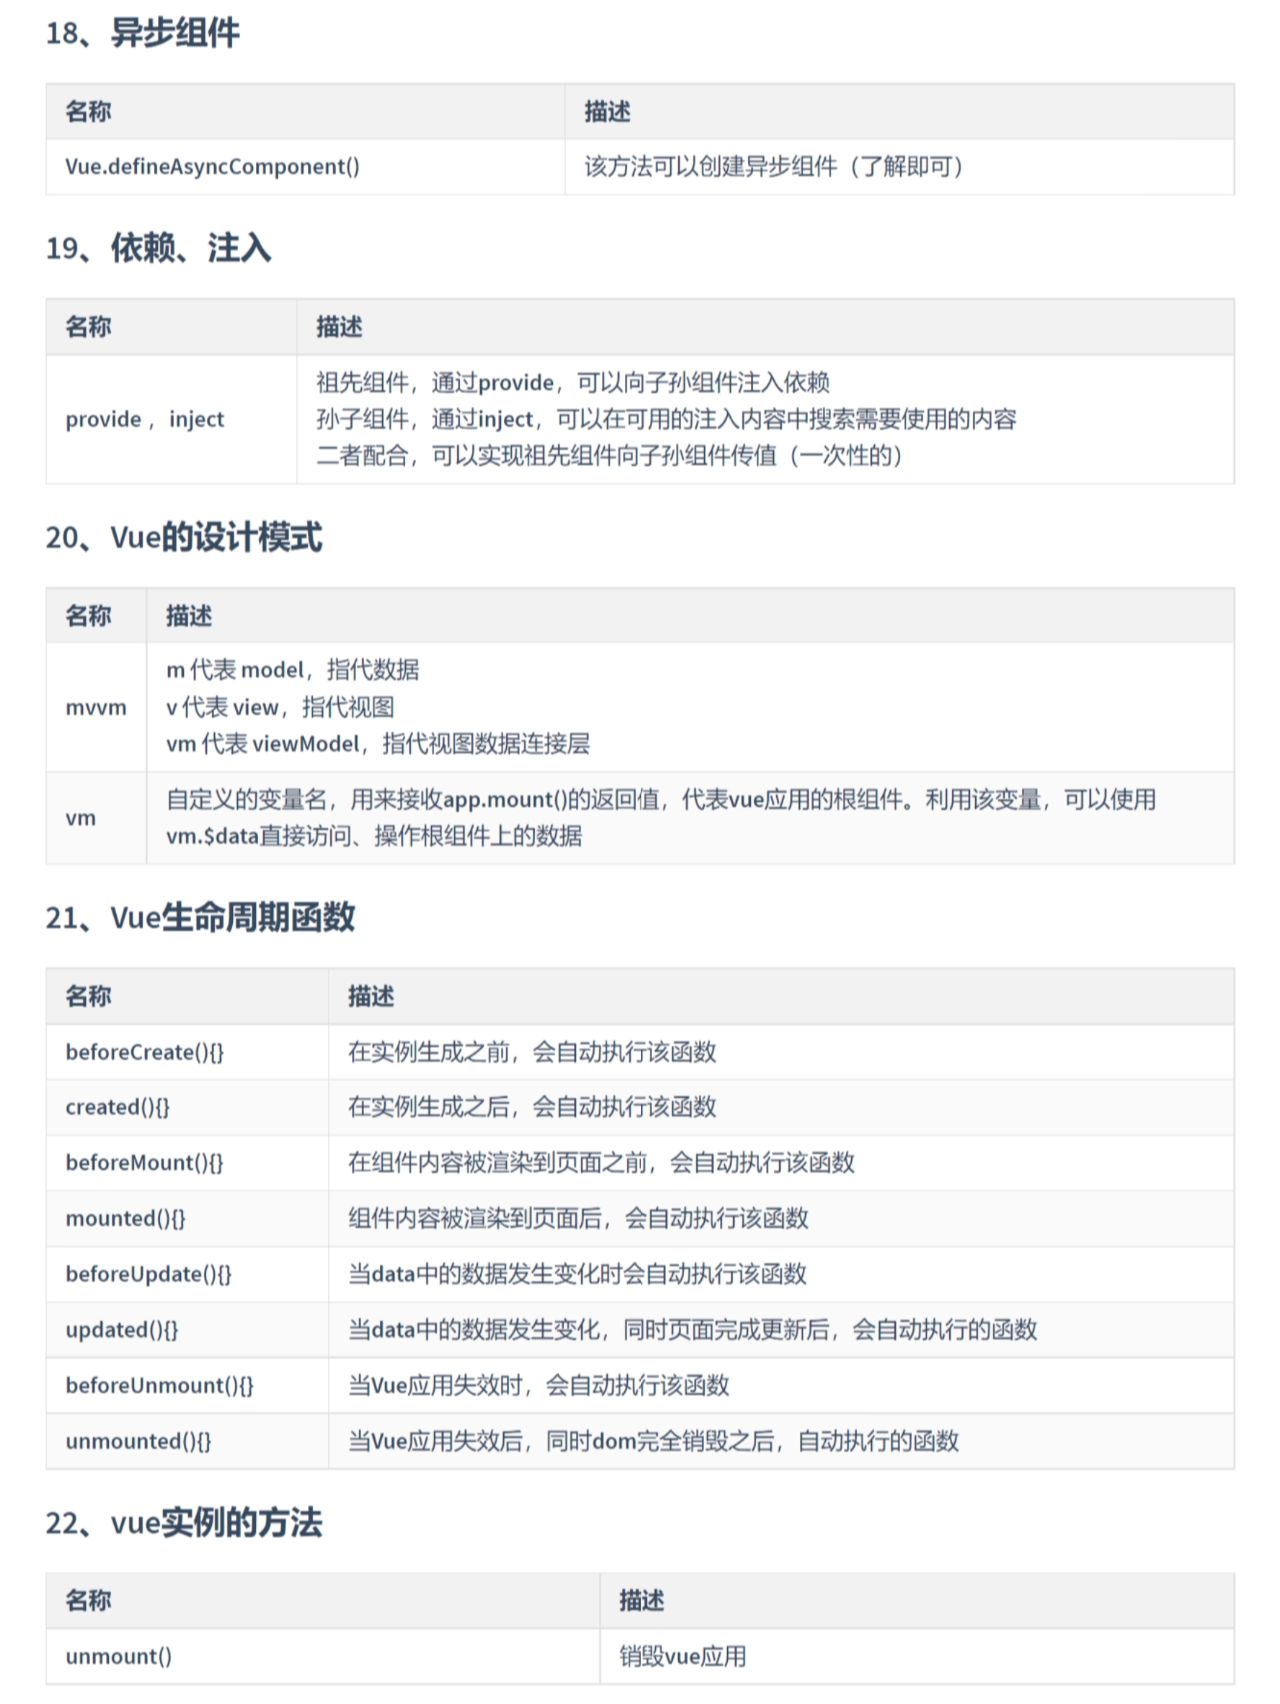 18、异步组件
名称 描述
Vue.defineAsyncComponent() 该方法可以创建异步组件（了解即可）
19、依赖、注入
名称 描述
祖先组件，通过provide，可以向子孙组件注入依赖
provide ，inject 孙子组件，通过inject，可以在可用的注入内容中搜索需要使用的内容
二者配合，可以实现祖先组件向子孙组件传值（一次性的）
20、Vue的设计模式
名称 描述
m 代表 model，指代数据
mvvm v 代表 view，指代视图
vm 代表 viewModel，指代视图数据连接层
vm 自定义的变量名，用来接收app.mount()的返回值，代表vue应用的根组件。利用该变量，可以使用
vm.$data直接访问、操作根组件上的数据
21、Vue生命周期函数
名称 描述
beforeCreate(){} 在实例生成之前，会自动执行该函数
created(){} 在实例生成之后，会自动执行该函数
beforeMount(){} 在组件内容被渲染到页面之前，会自动执行该函数
mounted(){} 组件内容被渲染到页面后，会自动执行该函数
beforeUpdate(){} 当data中的数据发生变化时会自动执行该函数
updated(){} 当data中的数据发生变化，同时页面完成更新后，会自动执行的函数
beforeUnmount(){} 当Vue应用失效时，会自动执行该函数
unmounted(){} 当Vue应用失效后，同时dom完全销毁之后，自动执行的函数
22、vue实例的方法
名称 描述
unmount() 销毁vue应用